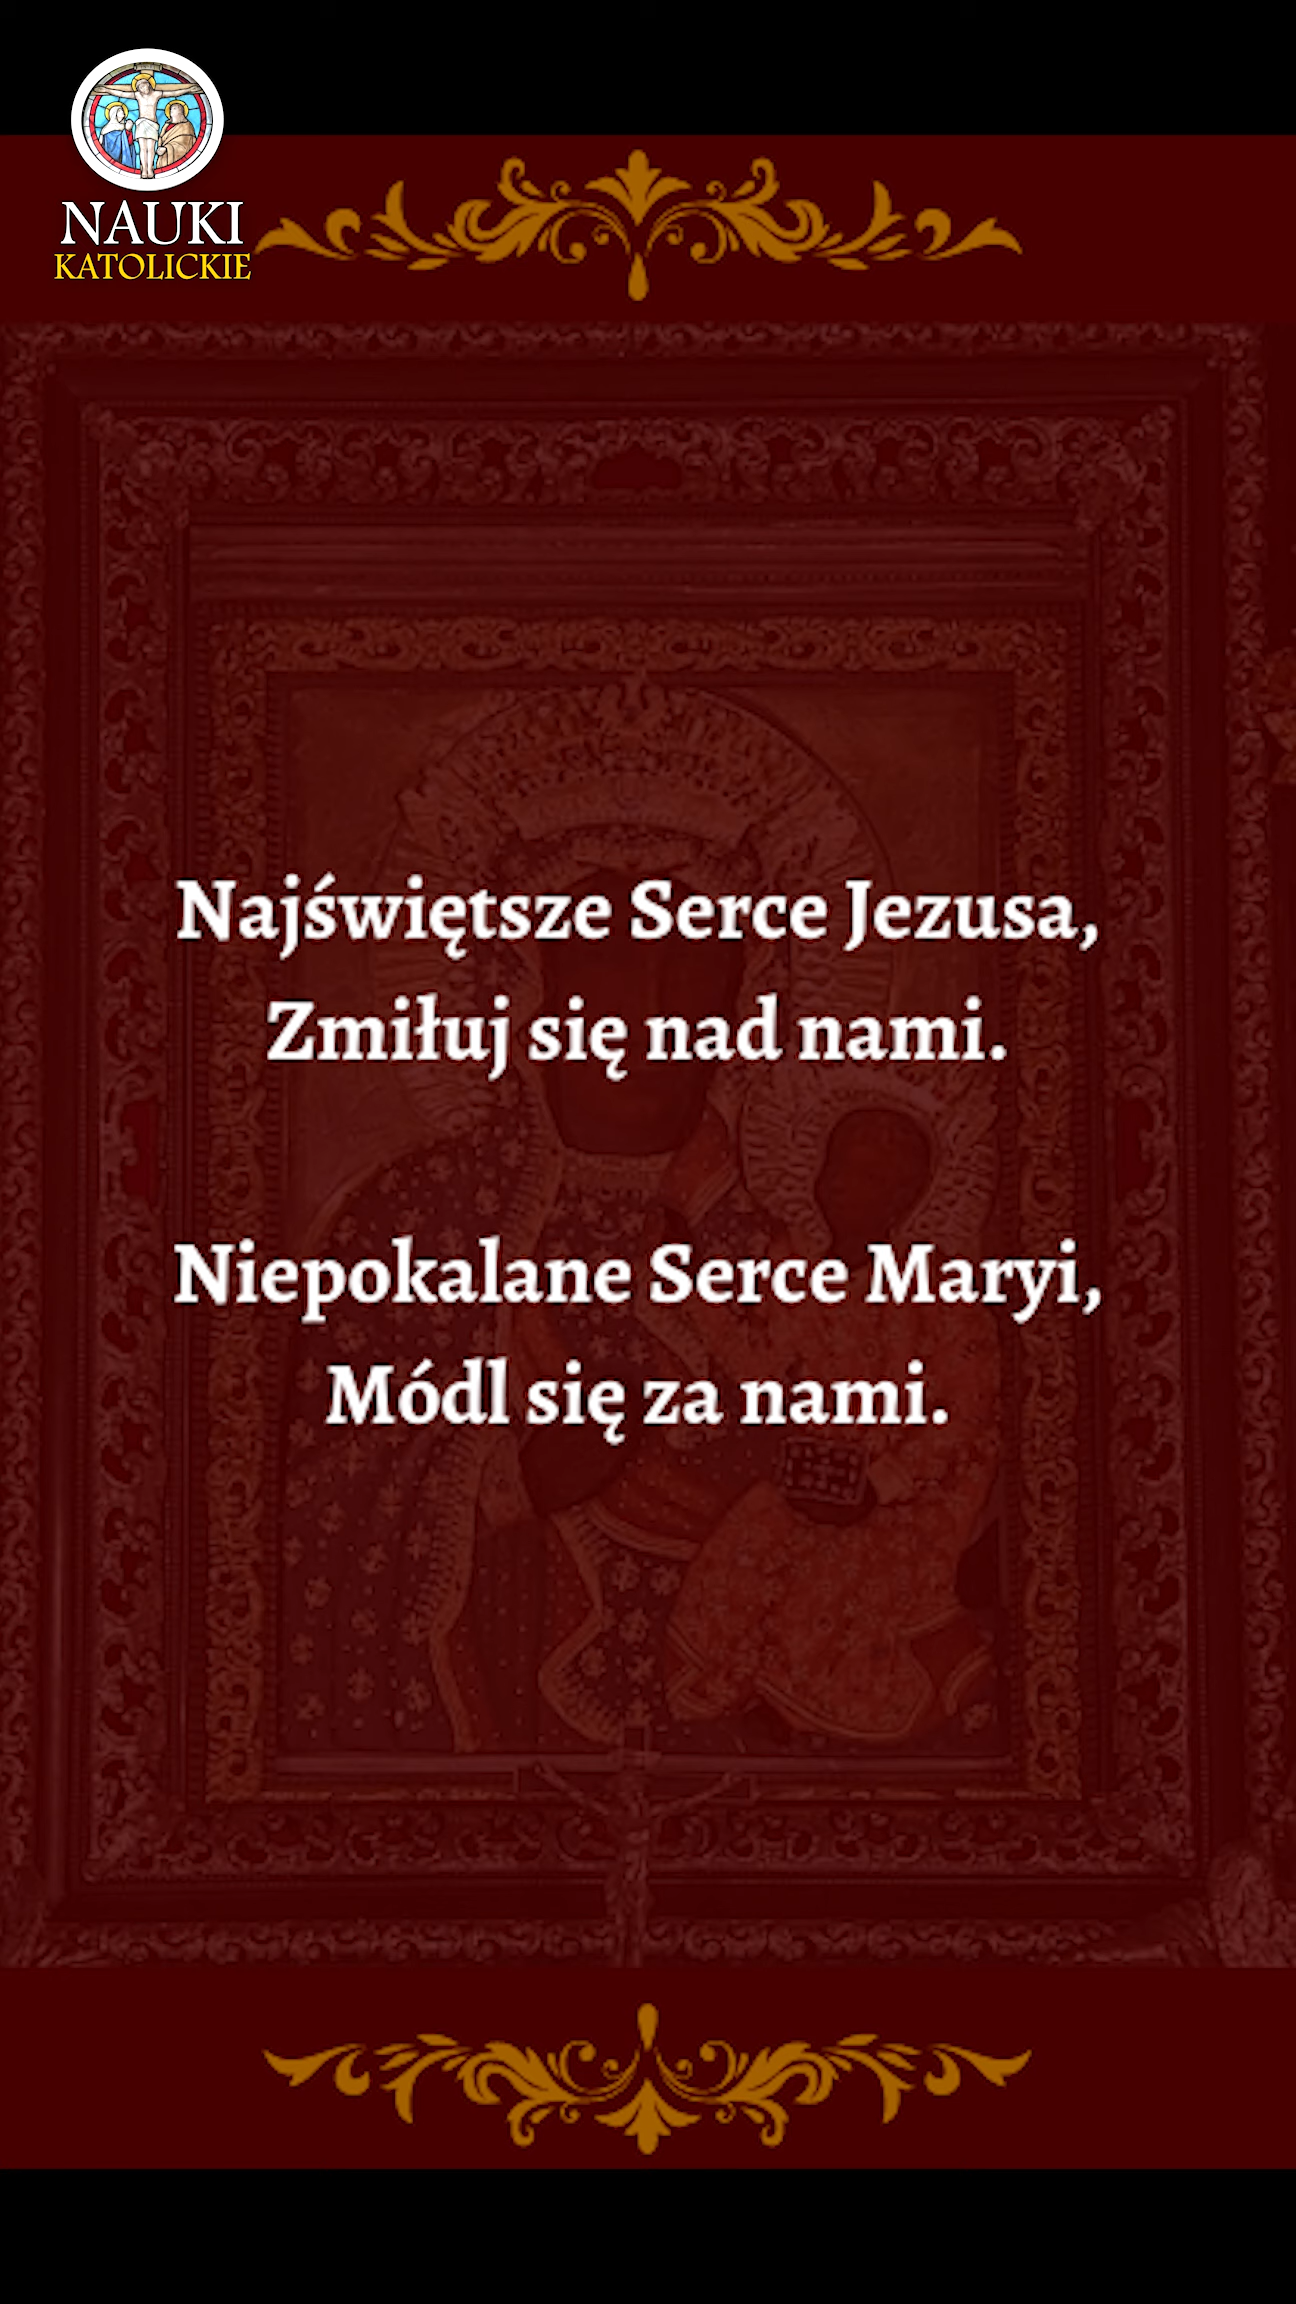 NAUKI
KATOLICKIE
Najświętsze Serce Jezusa,
Zmiłuj się nad nami.
Niepokalane Serce Maryi,
Módl się za nami.